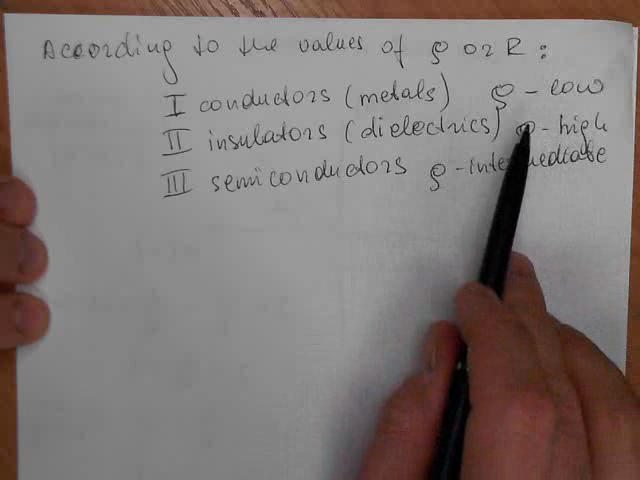 According to the values of ρ or R:
I conductors (metals) ρ - low
II insulators (dielectrics) ρ - high
III semiconductors ρ - intermediate